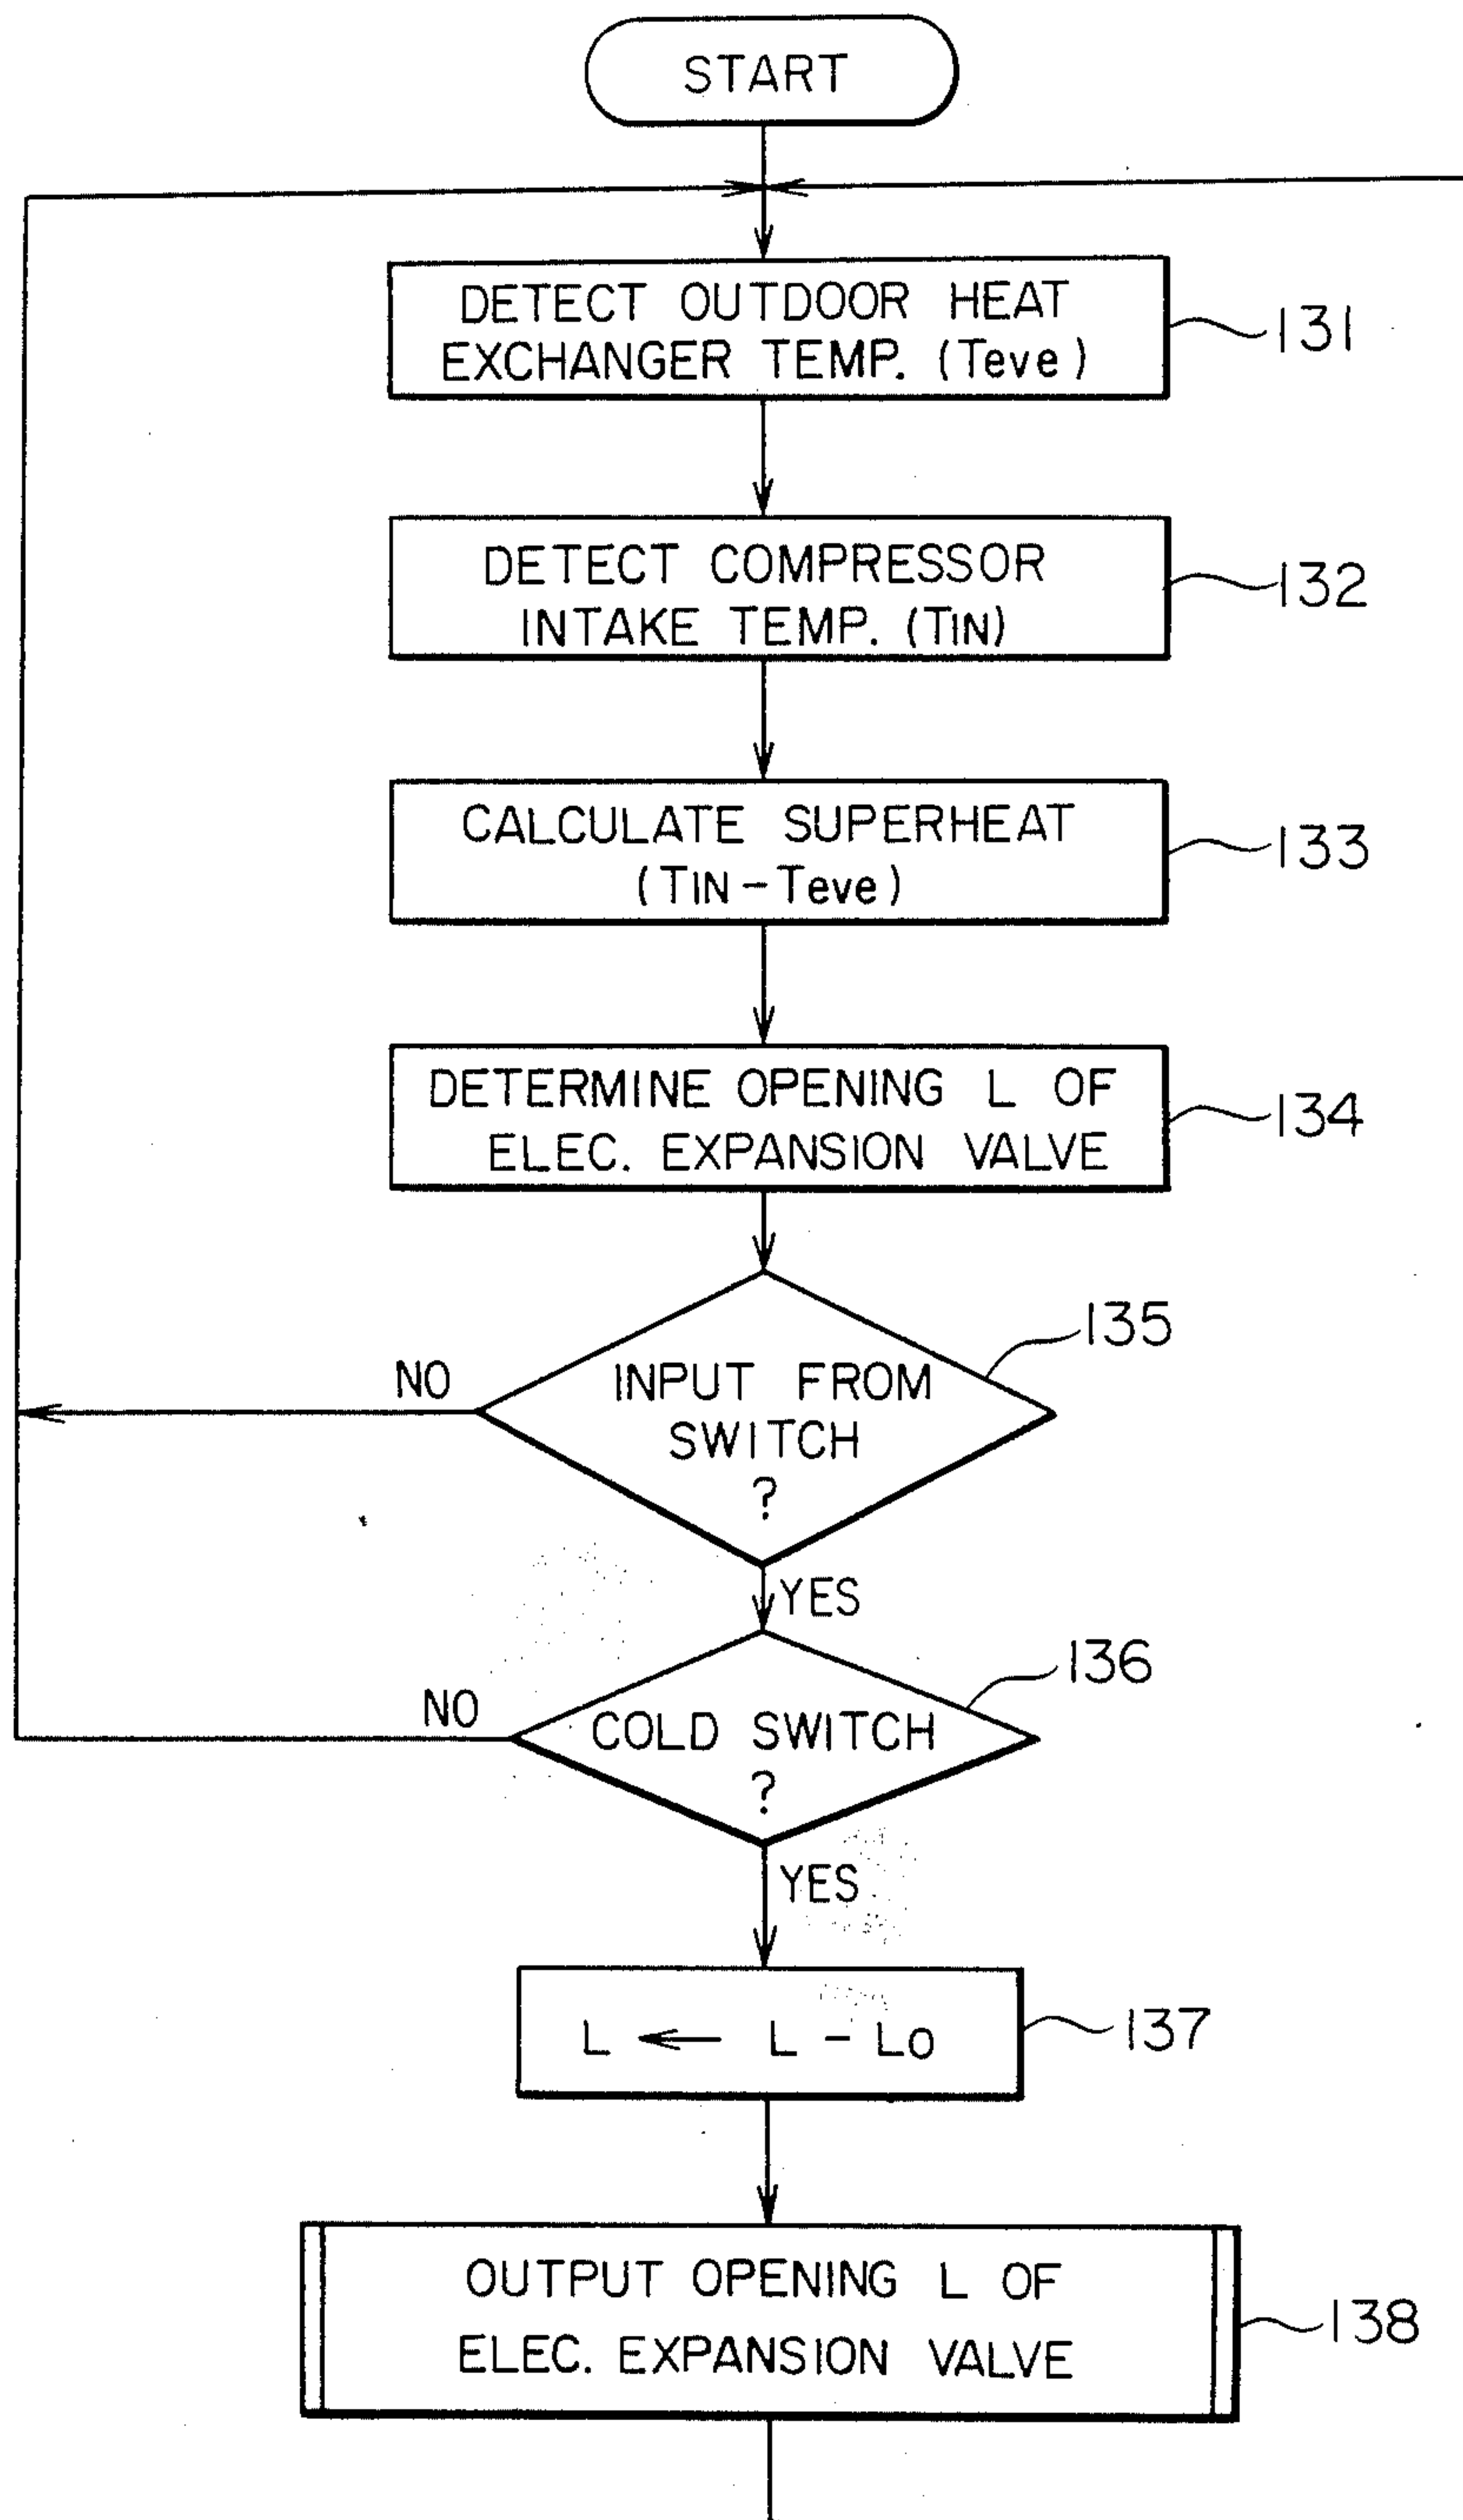 START
DETECT OUTDOOR HEAT
EXCHANGER TEMP. (Teve)
131
DETECT COMPRESSOR
INTAKE TEMP. (TIN)
132
CALCULATE SUPERHEAT
(TIN-Teve)
133
DETERMINE OPENING L OF
ELEC. EXPANSION VALVE
134
135
NO
INPUT FROM
SWITCH
?
YES
136
NO
COLD SWITCH
?
YES
L ← L - Lo
137
OUTPUT OPENING L OF
ELEC. EXPANSION VALVE
138